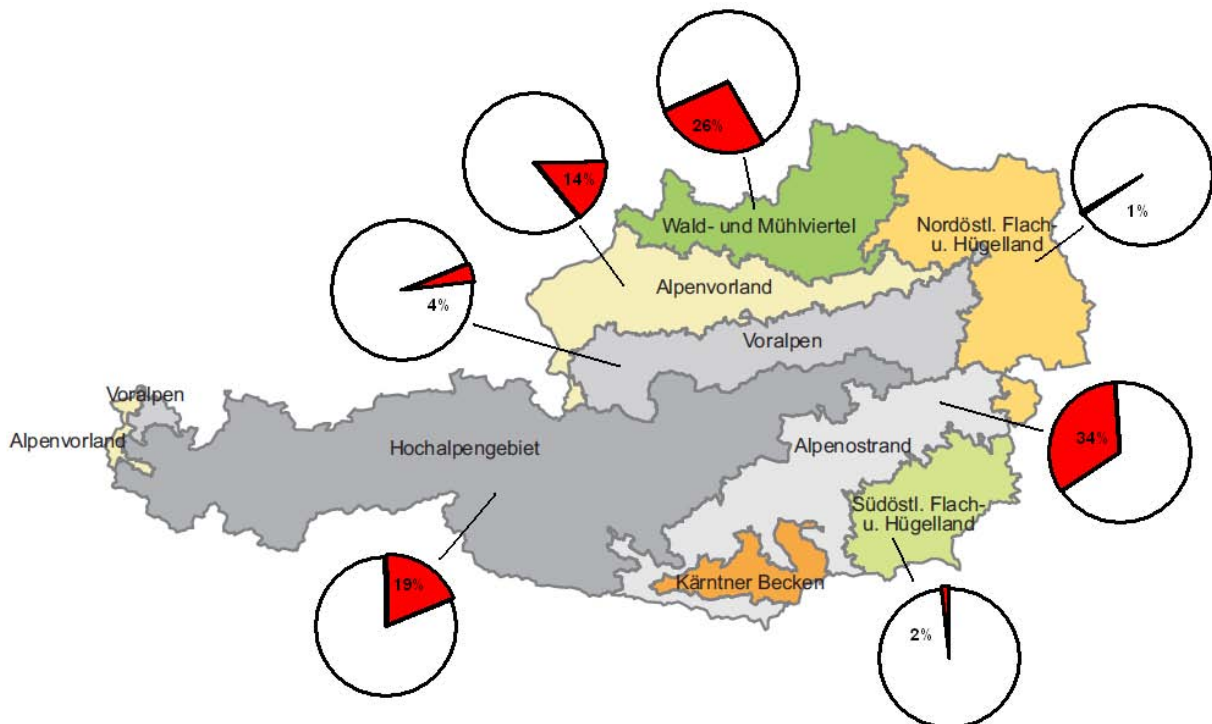 26%
14%
1%
Wald- und Mühlviertel
Nordöstl. Flach
u. Hügelland
4%
Alpenvorland
Voralpen
Voralpen
Alpenvorland
Hochalpengebiet
Alpenostrand
34%
Südöstl. Flach-
u. Hügelland
19%
Kärntner Becken
2%